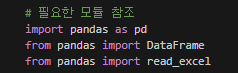 # 필요한 모듈 참조
import pandas as pd
from pandas import DataFrame
from pandas import read_excel